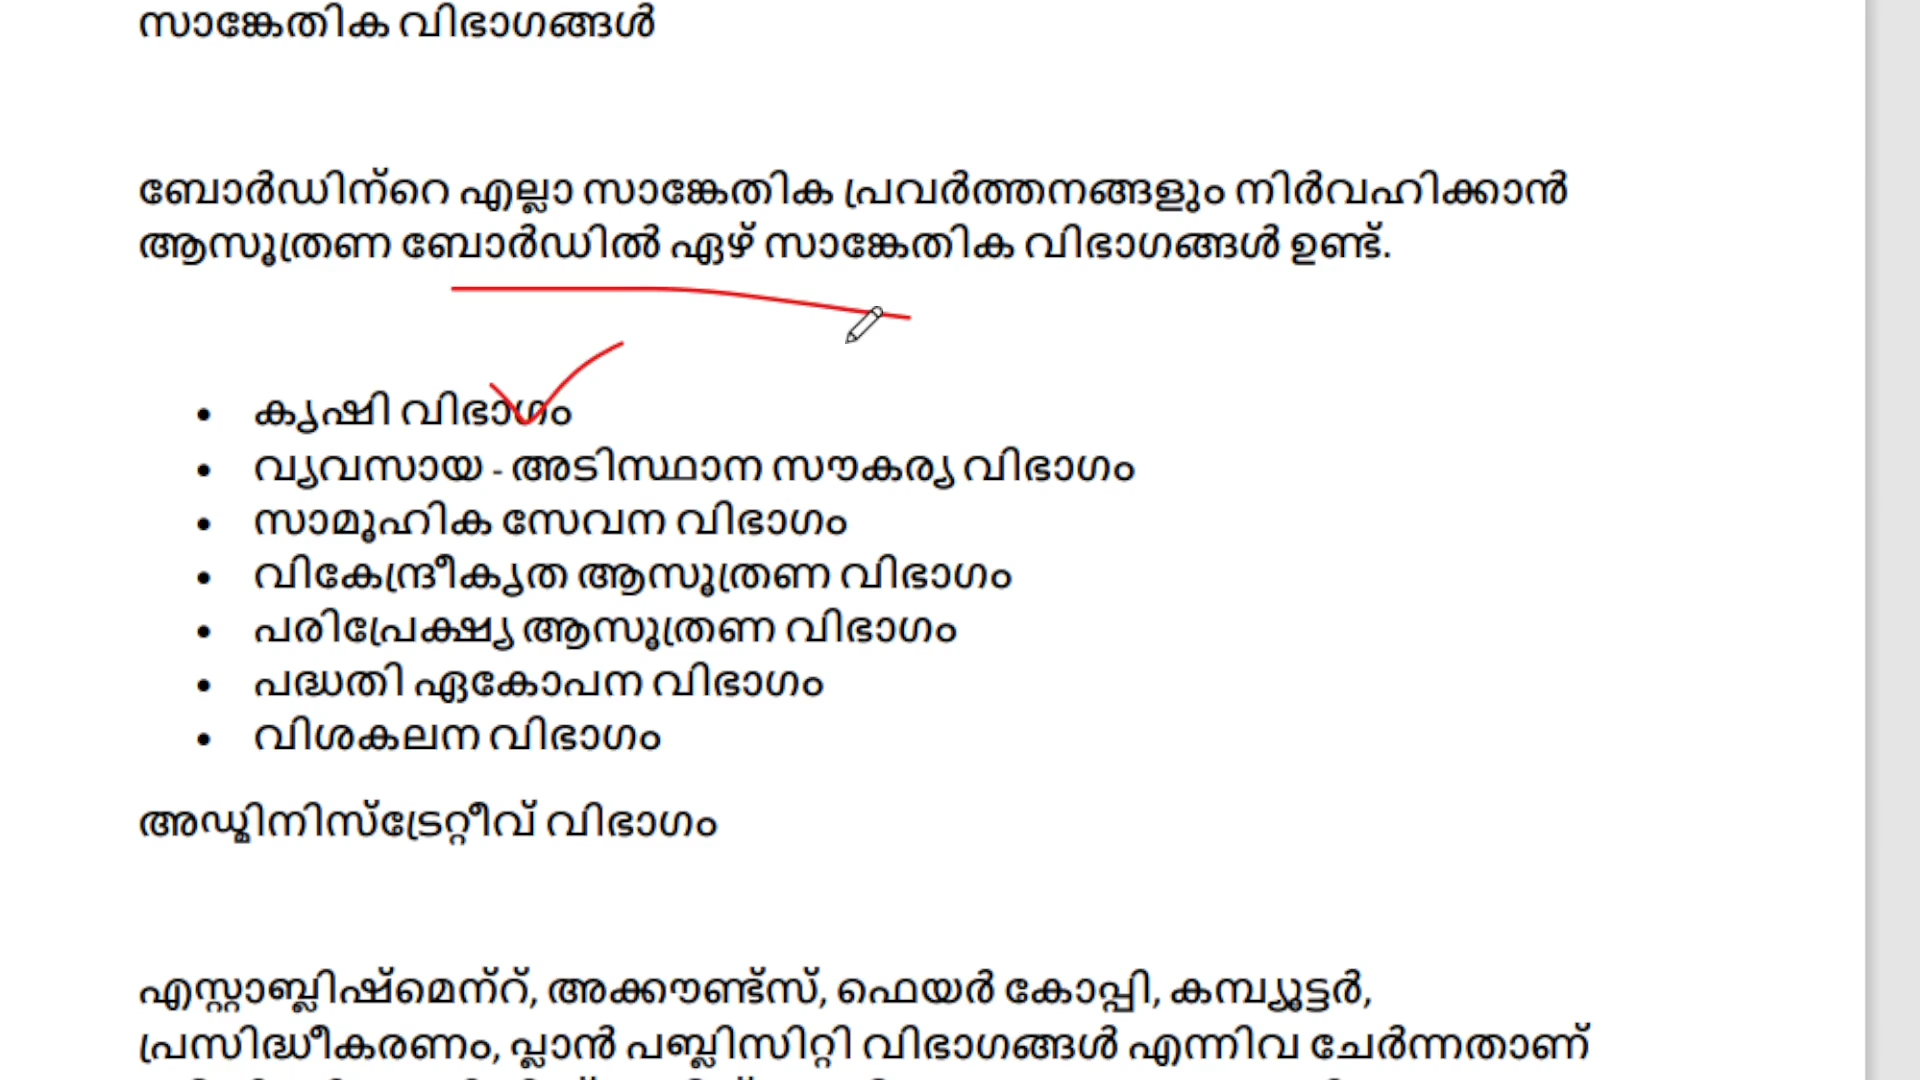 സാങ്കേതിക വിഭാഗങ്ങൾ
ബോർഡിന്റെ എല്ലാ സാങ്കേതിക പ്രവർത്തനങ്ങളും നിർവഹിക്കാൻ
ആസൂത്രണ ബോർഡിൽ ഏഴ് സാങ്കേതിക വിഭാഗങ്ങൾ ഉണ്ട്.
• കൃഷി വിഭാഗം
• വ്യവസായ - അടിസ്ഥാന സൗകര്യ വിഭാഗം
• സാമൂഹിക സേവന വിഭാഗം
• വികേന്ദ്രീകൃത ആസൂത്രണ വിഭാഗം
• പരിപ്രേക്ഷ്യ ആസൂത്രണ വിഭാഗം
• പദ്ധതി ഏകോപന വിഭാഗം
• വിശകലന വിഭാഗം
അഡ്മിനിസ്ട്രേറ്റീവ് വിഭാഗം
എസ്റ്റാബ്ലിഷ്മെന്റ്, അക്കൗണ്ട്സ്, ഫെയർ കോപ്പി, കമ്പ്യൂട്ടർ,
പ്രസിദ്ധീകരണം, പ്ലാൻ പബ്ലിസിറ്റി വിഭാഗങ്ങൾ എന്നിവ ചേർന്നതാണ്